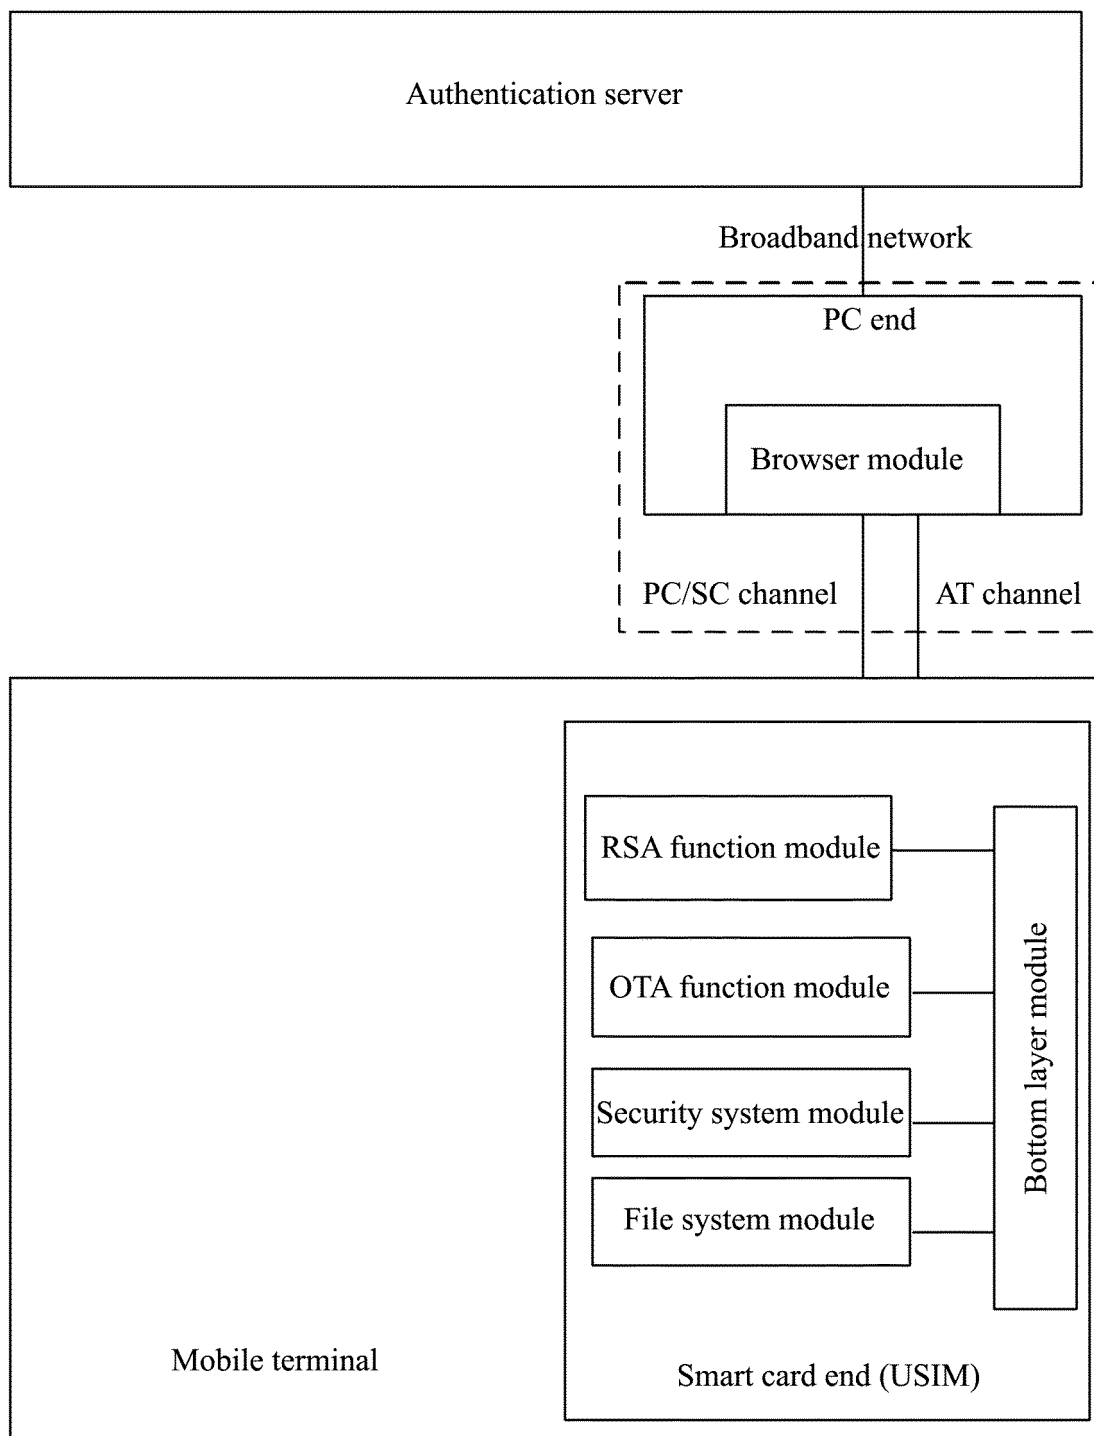 Authentication server
Broadband network
PC end
Browser module
PC/SC channel
AT channel
RSA function module
OTA function module
Security system module
File system module
Bottom layer module
Mobile terminal
Smart card end (USIM)